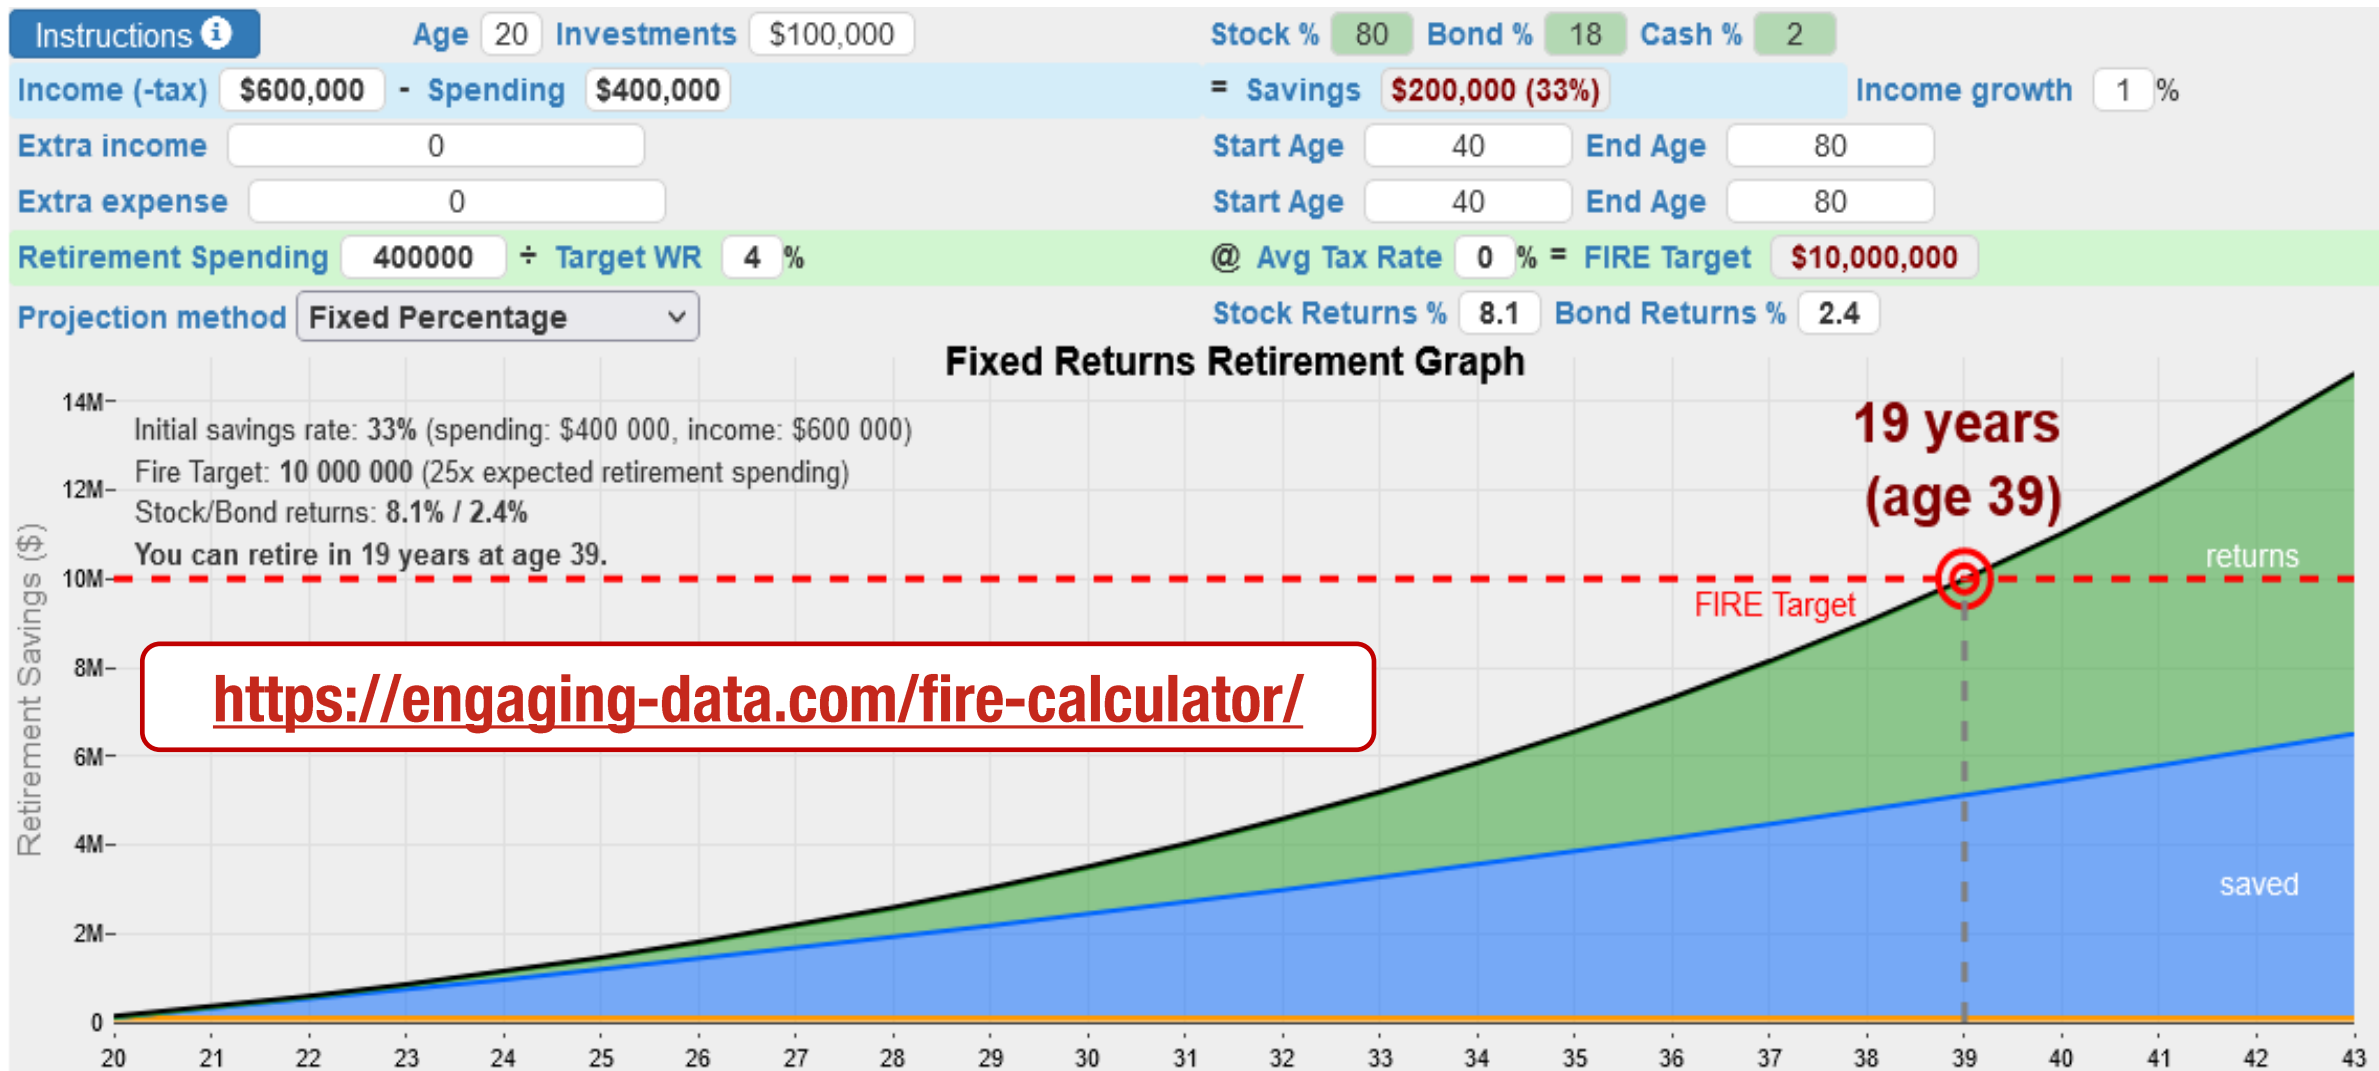 Instructions i Age 20 Investments $100,000 Stock % 80 Bond % 18 Cash % 2
Income (-tax) $600,000 - Spending $400,000 = Savings $200,000 (33%) Income growth 1 %
Extra income 0 Start Age 40 End Age 80
Extra expense 0 Start Age 40 End Age 80
Retirement Spending 400000 ÷ Target WR 4 % @ Avg Tax Rate 0 % = FIRE Target $10,000,000
Projection method Fixed Percentage Stock Returns % 8.1 Bond Returns % 2.4
Fixed Returns Retirement Graph
Retirement Savings ($)
14M
12M
10M
8M
6M
4M
2M
0
Initial savings rate: 33% (spending: $400 000, income: $600 000)
Fire Target: 10 000 000 (25x expected retirement spending)
Stock/Bond returns: 8.1% / 2.4%
You can retire in 19 years at age 39.
19 years
(age 39)
returns
FIRE Target
https://engaging-data.com/fire-calculator/
saved
20 21 22 23 24 25 26 27 28 29 30 31 32 33 34 35 36 37 38 39 40 41 42 43